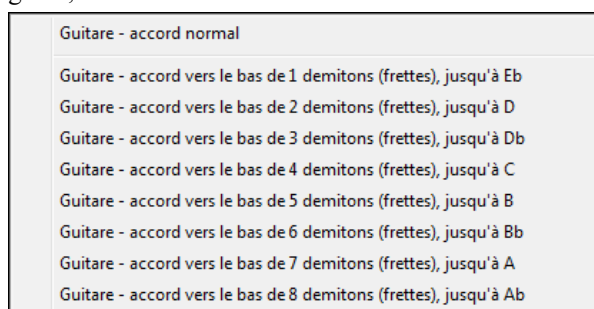 Guitare - accord normal
Guitare - accord vers le bas de 1 demitons (frettes), jusqu'à Eb
Guitare - accord vers le bas de 2 demitons (frettes), jusqu'à D
Guitare - accord vers le bas de 3 demitons (frettes), jusqu'à Db
Guitare - accord vers le bas de 4 demitons (frettes), jusqu'à C
Guitare - accord vers le bas de 5 demitons (frettes), jusqu'à B
Guitare - accord vers le bas de 6 demitons (frettes), jusqu'à Bb
Guitare - accord vers le bas de 7 demitons (frettes), jusqu'à A
Guitare - accord vers le bas de 8 demitons (frettes), jusqu'à Ab